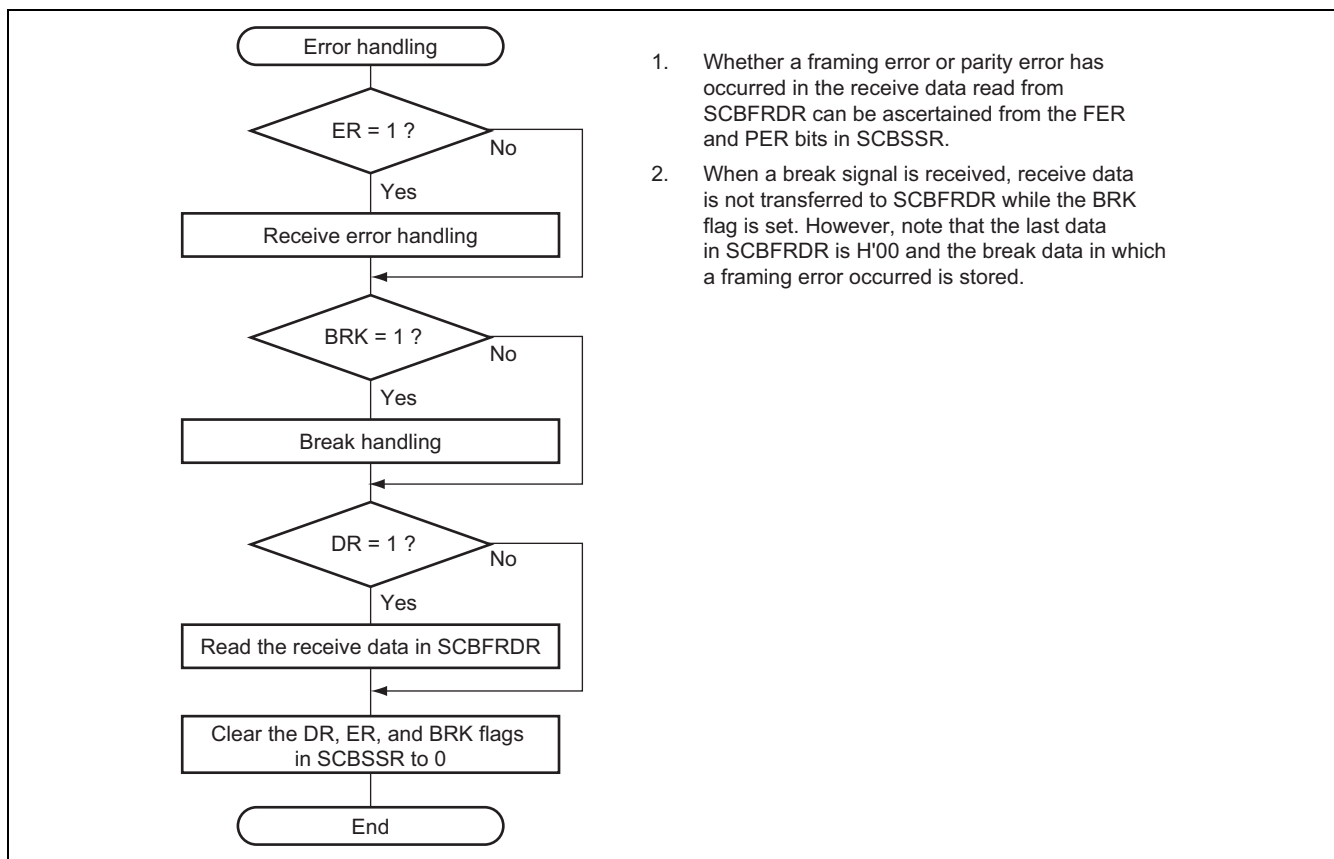 Error handling
ER = 1 ?
No
Yes
Receive error handling
BRK = 1 ?
No
Yes
Break handling
DR = 1 ?
No
Yes
Read the receive data in SCBFRDR
Clear the DR, ER, and BRK flags
in SCBSSR to 0
End
1. Whether a framing error or parity error has
occurred in the receive data read from
SCBFRDR can be ascertained from the FER
and PER bits in SCBSSR.
2. When a break signal is received, receive data
is not transferred to SCBFRDR while the BRK
flag is set. However, note that the last data
in SCBFRDR is H'00 and the break data in which
a framing error occurred is stored.